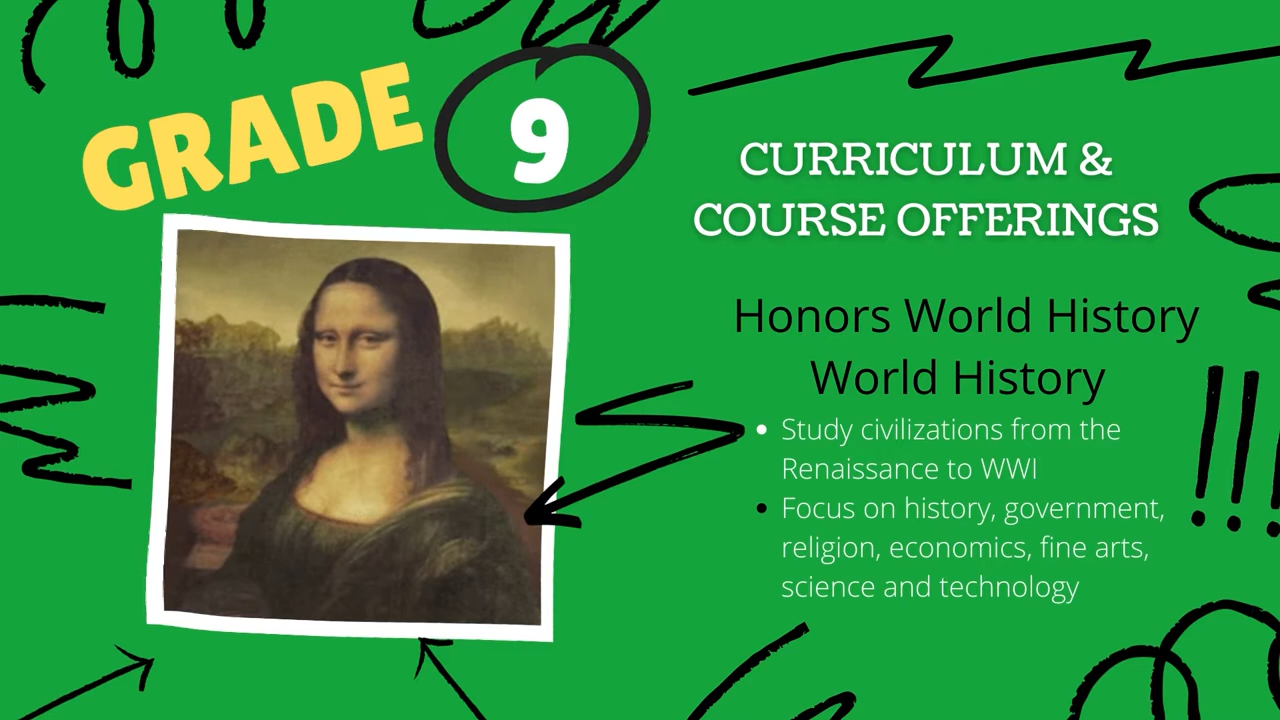 GRADE 9
CURRICULUM &
COURSE OFFERINGS
Honors World History
World History
• Study civilizations from the
Renaissance to WWI
• Focus on history, government,
religion, economics, fine arts,
science and technology
!!!